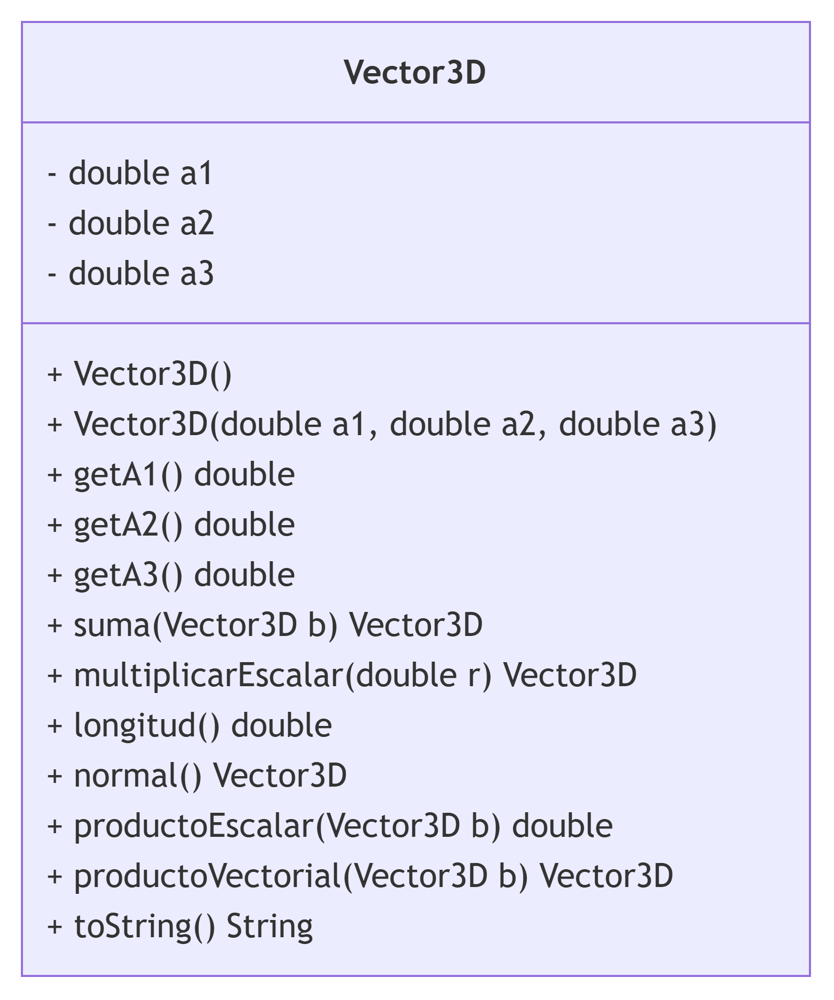 Vector3D
- double a1
- double a2
- double a3
+ Vector3D()
+ Vector3D(double a1, double a2, double a3)
+ getA1() double
+ getA2() double
+ getA3() double
+ suma(Vector3D b) Vector3D
+ multiplicarEscalar(double r) Vector3D
+ longitud() double
+ normal() Vector3D
+ productoEscalar(Vector3D b) double
+ productoVectorial(Vector3D b) Vector3D
+ toString() String